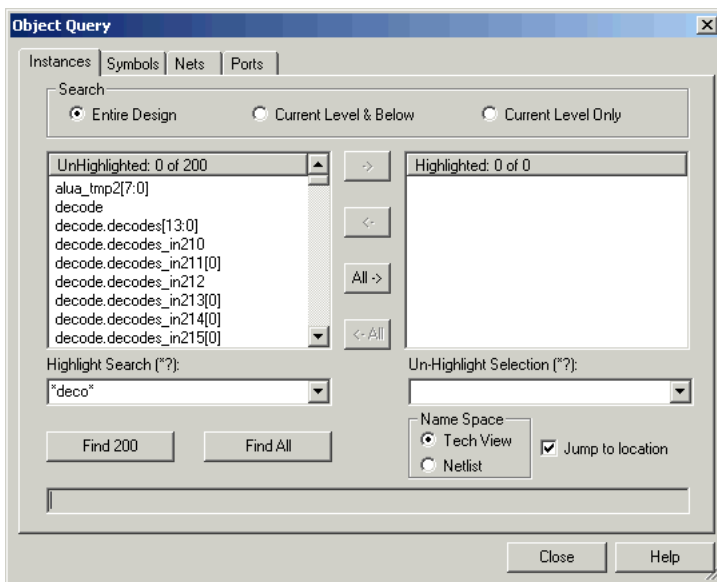 Object Query
Instances Symbols Nets Ports
Search
Entire Design Current Level & Below Current Level Only
UnHighlighted: 0 of 200 -> Highlighted: 0 of 0
alua_tmp2[7:0]
decode
decode.decodes[13:0]
decode.decodes_in210 <-
decode.decodes_in211[0]
decode.decodes_in212
decode.decodes_in213[0] All ->
decode.decodes_in214[0]
decode.decodes_in215[0] <- All
Highlight Search (*?): Un-Highlight Selection (*?):
*deco*
Name Space
Find 200 Find All Tech View Jump to location
Netlist
Close Help